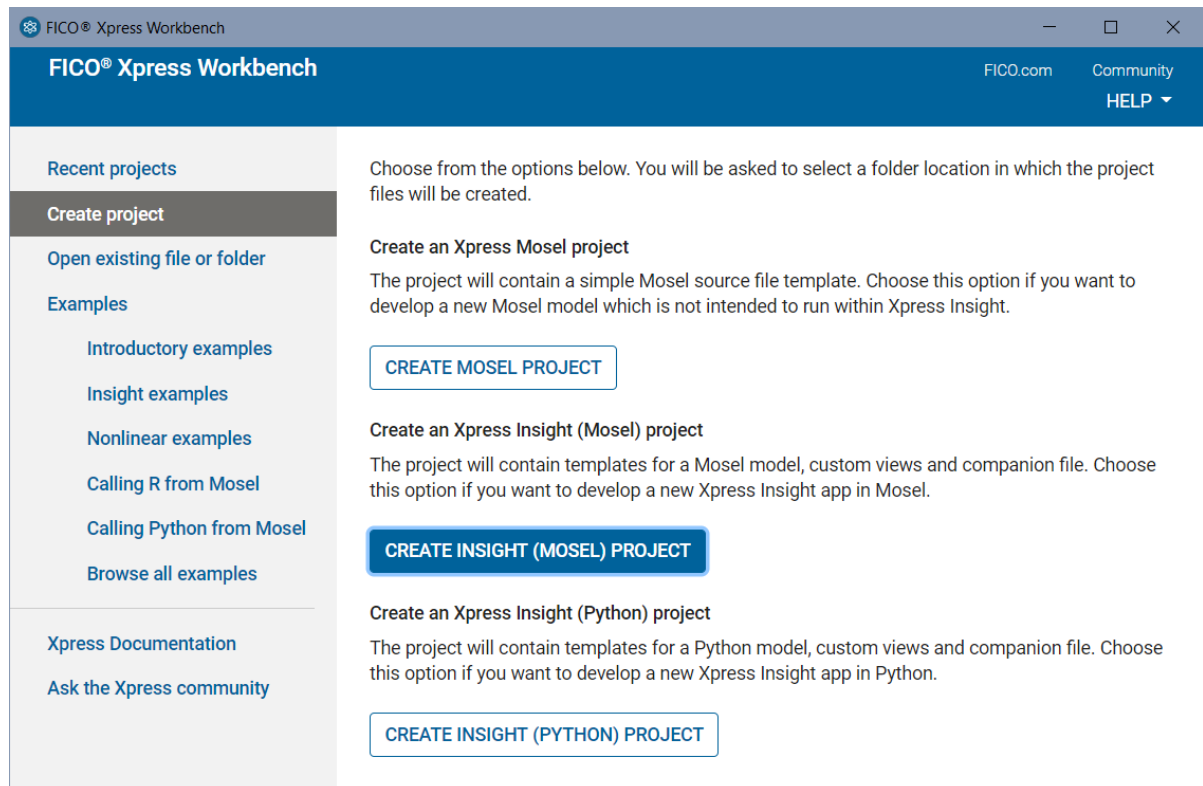 FICO® Xpress Workbench
FICO® Xpress Workbench
FICO.com Community
HELP
Recent projects
Create project
Open existing file or folder
Examples
Introductory examples
Insight examples
Nonlinear examples
Calling R from Mosel
Calling Python from Mosel
Browse all examples
Xpress Documentation
Ask the Xpress community
Choose from the options below. You will be asked to select a folder location in which the project
files will be created.
Create an Xpress Mosel project
The project will contain a simple Mosel source file template. Choose this option if you want to
develop a new Mosel model which is not intended to run within Xpress Insight.
CREATE MOSEL PROJECT
Create an Xpress Insight (Mosel) project
The project will contain templates for a Mosel model, custom views and companion file. Choose
this option if you want to develop a new Xpress Insight app in Mosel.
CREATE INSIGHT (MOSEL) PROJECT
Create an Xpress Insight (Python) project
The project will contain templates for a Python model, custom views and companion file. Choose
this option if you want to develop a new Xpress Insight app in Python.
CREATE INSIGHT (PYTHON) PROJECT